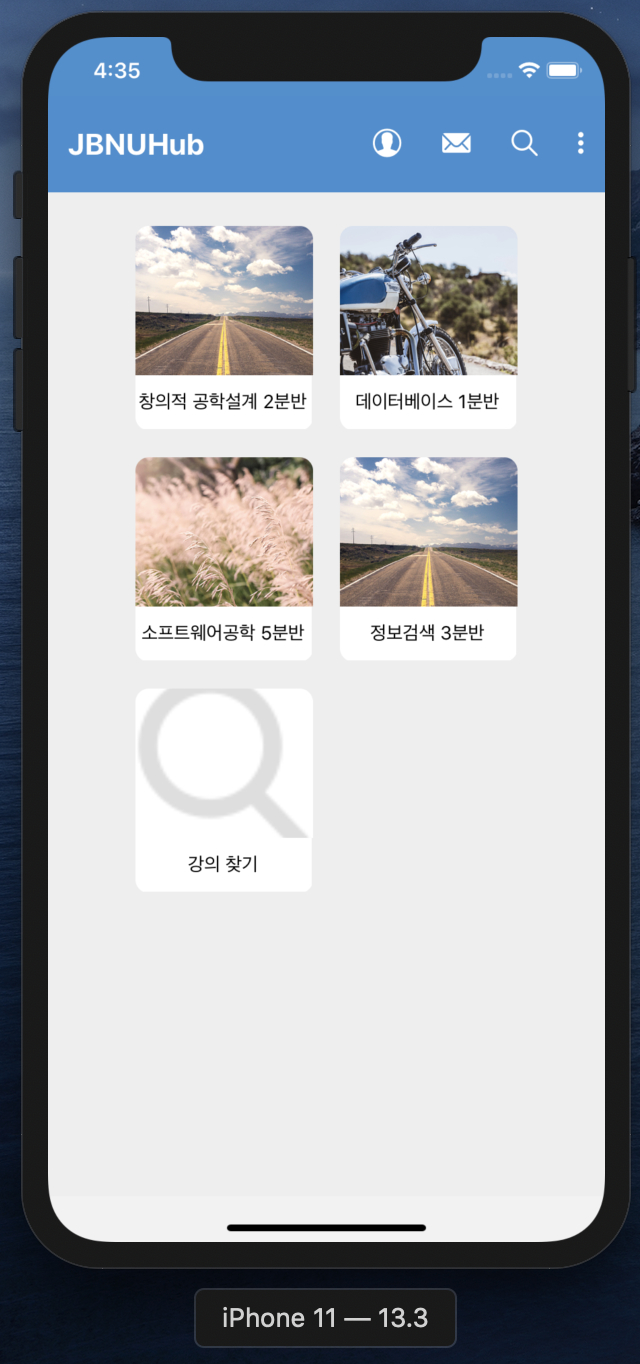 4:35
JBNUHub
창의적 공학설계 2분반
데이터베이스 1분반
소프트웨어공학 5분반
정보검색 3분반
강의 찾기
iPhone 11 — 13.3